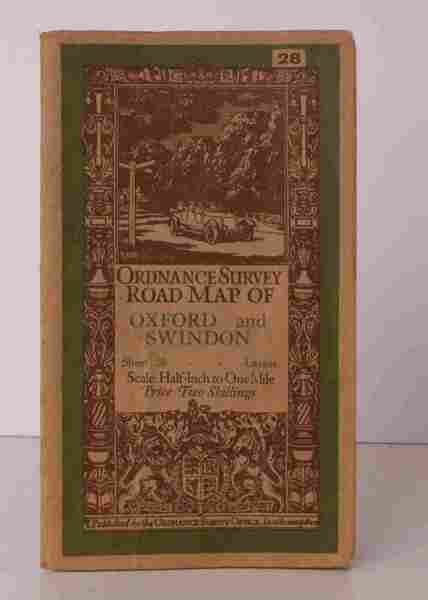 28
ORDNANCE SURVEY
ROAD MAP OF
OXFORD and
SWINDON
Sheet 28
Scale: Half-Inch to One Mile
Price Two Shillings
Published by the ORDNANCE SURVEY OFFICE, Southampton